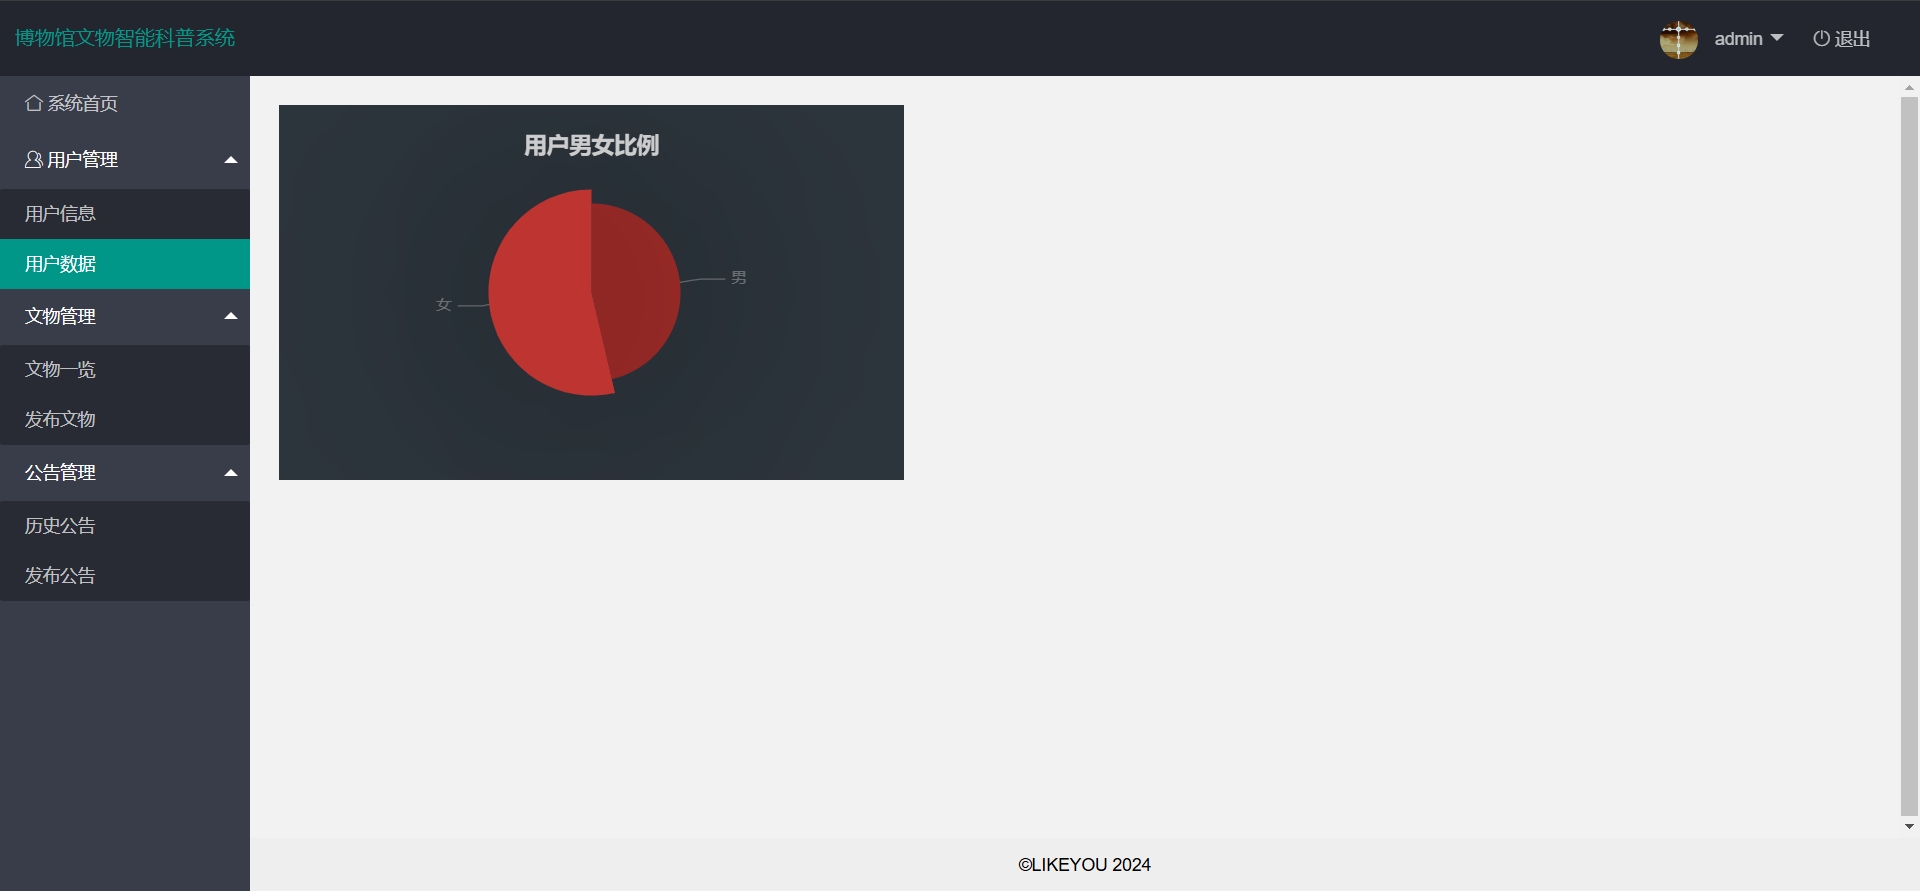 博物馆文物智能科普系统
admin
退出
系统首页
用户管理
用户信息
用户数据
文物管理
文物一览
发布文物
公告管理
历史公告
发布公告
用户男女比例
男
女
©LIKEYOU 2024